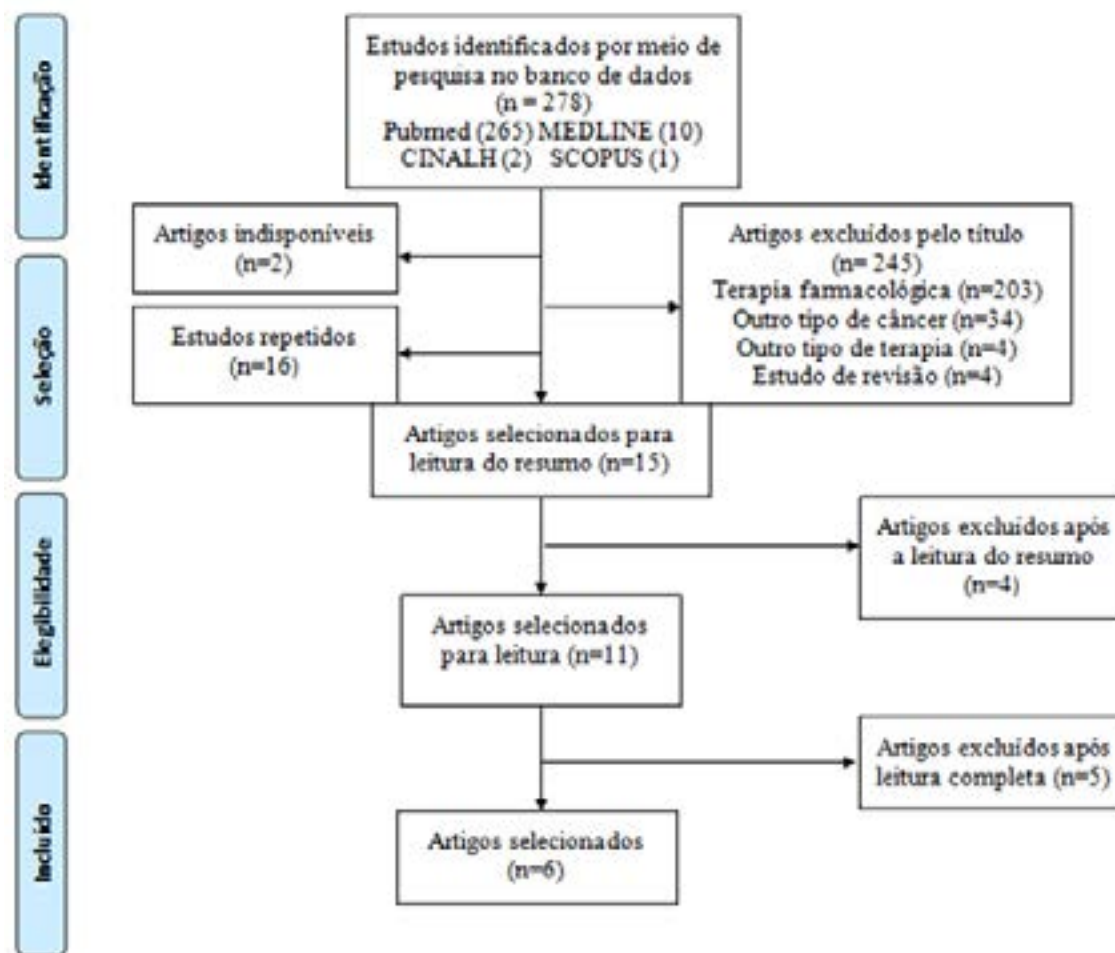 Identificação
Estudos identificados por meio de
pesquisa no banco de dados
(n = 278)
Pubmed (265) MEDLINE (10)
CINALH (2) SCOPUS (1)
Seleção
Artigos indisponíveis
(n=2)
Estudos repetidos
(n=16)
Artigos excluídos pelo título
(n= 245)
Terapia farmacológica (n=203)
Outro tipo de câncer (n=34)
Outro tipo de terapia (n=4)
Estudo de revisão (n=4)
Artigos selecionados para
leitura do resumo (n=15)
Elegibilidade
Artigos excluídos após
a leitura do resumo
(n=4)
Artigos selecionados
para leitura (n=11)
Incluído
Artigos excluídos após
leitura completa (n=5)
Artigos selecionados
(n=6)